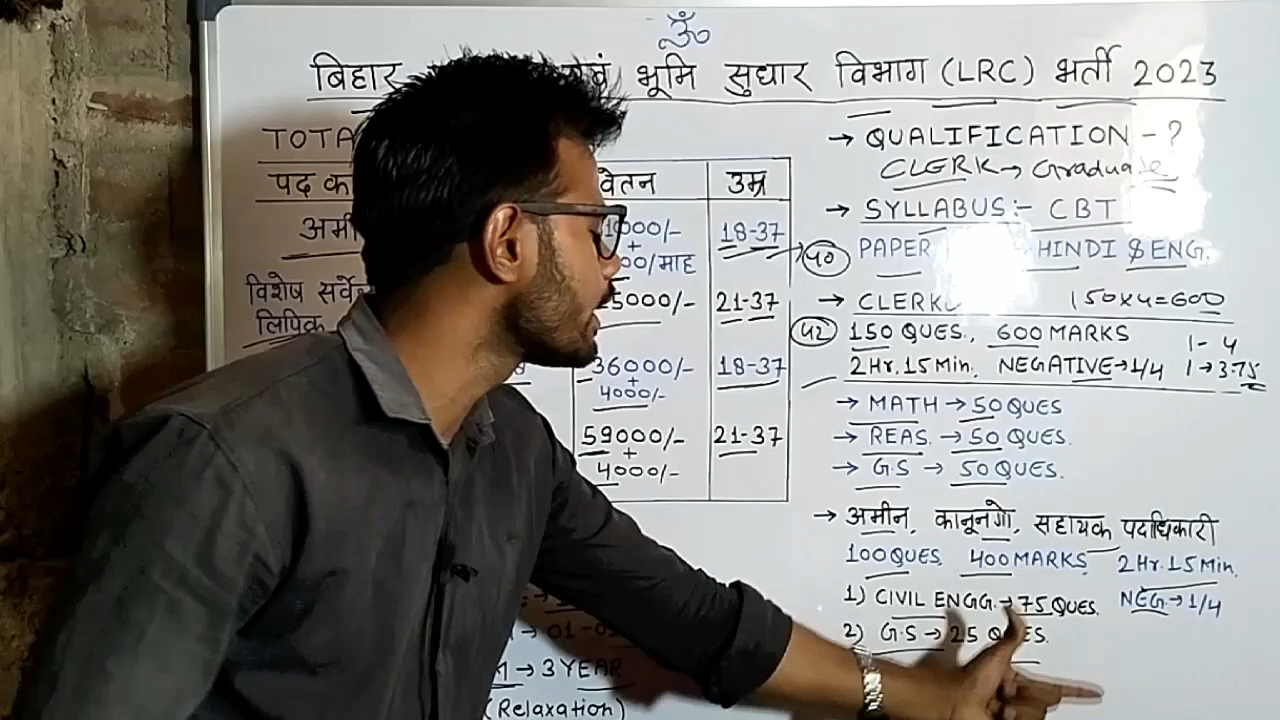 ॐ
बिहार एवं भूमि सुधार विभाग (LRC) भर्ती 2023
TOTA
पद का वेतन उम्र
अमी 000/- 18-37
+
00/माह
विशेष सर्वे 5000/- 21-37
लिपिक
36000/- 18-37
+
4000/-
59000/- 21-37
+
4000/-
→ 3 YEAR
(Relaxation)
→ QUALIFICATION - ?
CLERK → Graduate
→ SYLLABUS :- CBT
40 PAPER HINDI $ ENG.
→ CLERK 150x4=600
42 150 QUES, 600 MARKS 1-4
2Hr. 15 Min, NEGATIVE → 1/4 1→3.75
→ MATH → 50 QUES
→ REAS. → 50 QUES.
→ G.S → 50 QUES.
→ अमीन, कानूनगो, सहायक पदाधिकारी
100 QUES, 400 MARKS, 2Hr. 15 Min.
1) CIVIL ENGG. → 75 QUES. NEG → 1/4
2) G.S → 25 QUES.